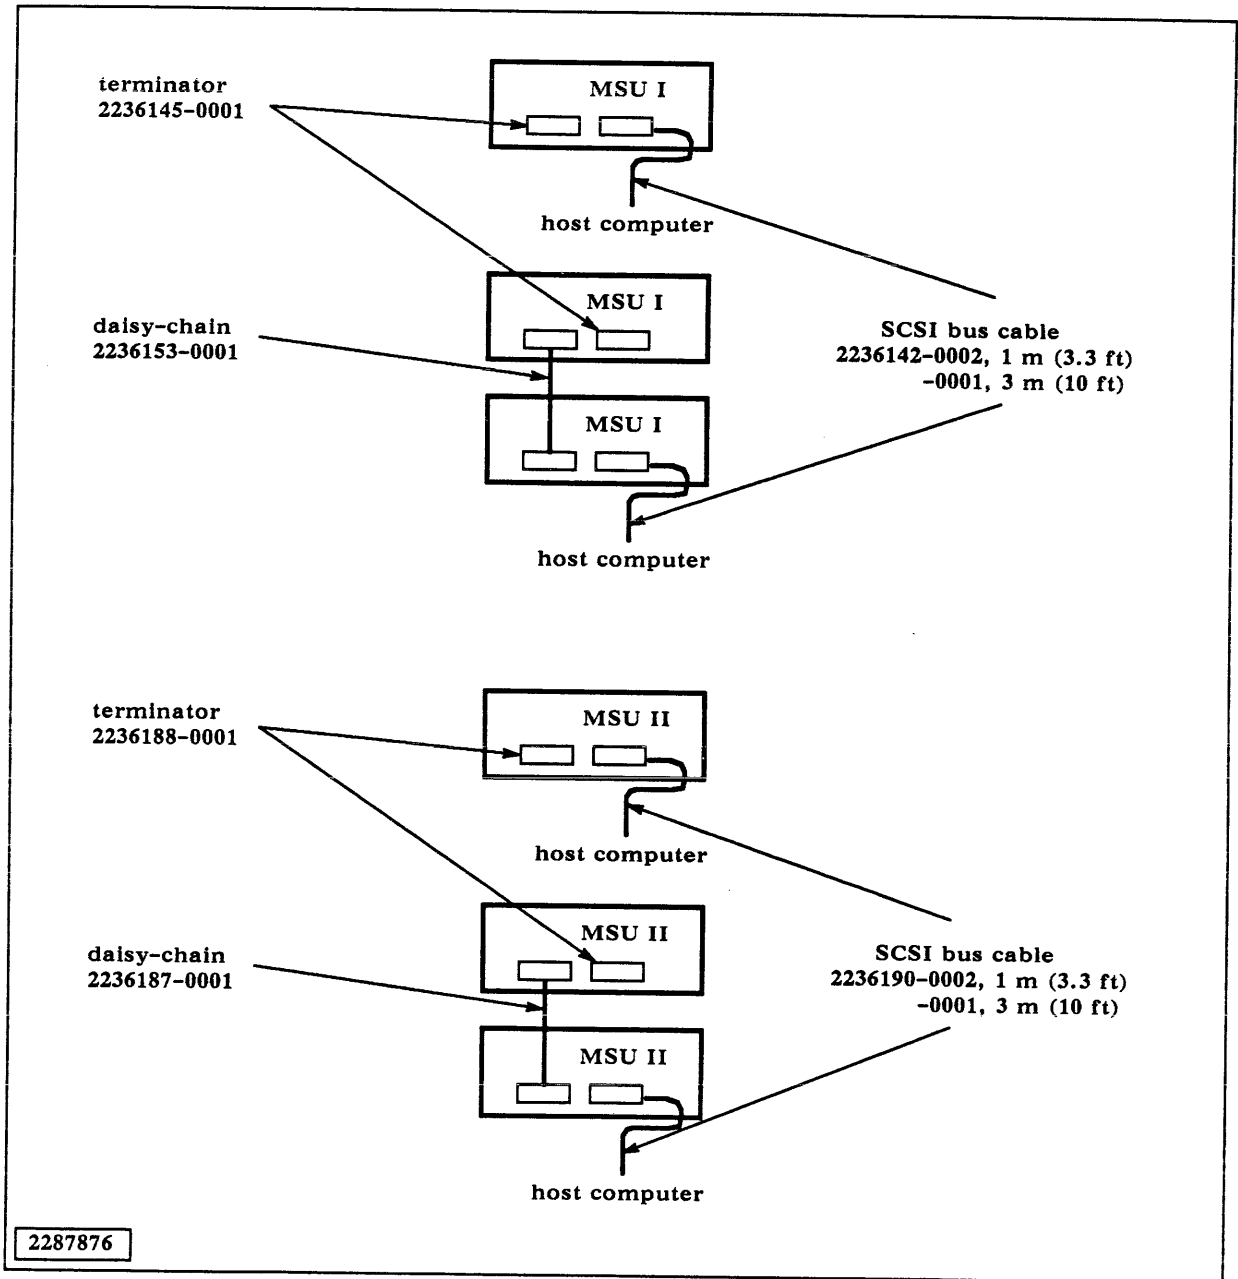 terminator
2236145-0001
MSU I
host computer
daisy-chain
2236153-0001
MSU I
MSU I
host computer
SCSI bus cable
2236142-0002, 1 m (3.3 ft)
-0001, 3 m (10 ft)
terminator
2236188-0001
MSU II
host computer
daisy-chain
2236187-0001
MSU II
MSU II
host computer
SCSI bus cable
2236190-0002, 1 m (3.3 ft)
-0001, 3 m (10 ft)
2287876